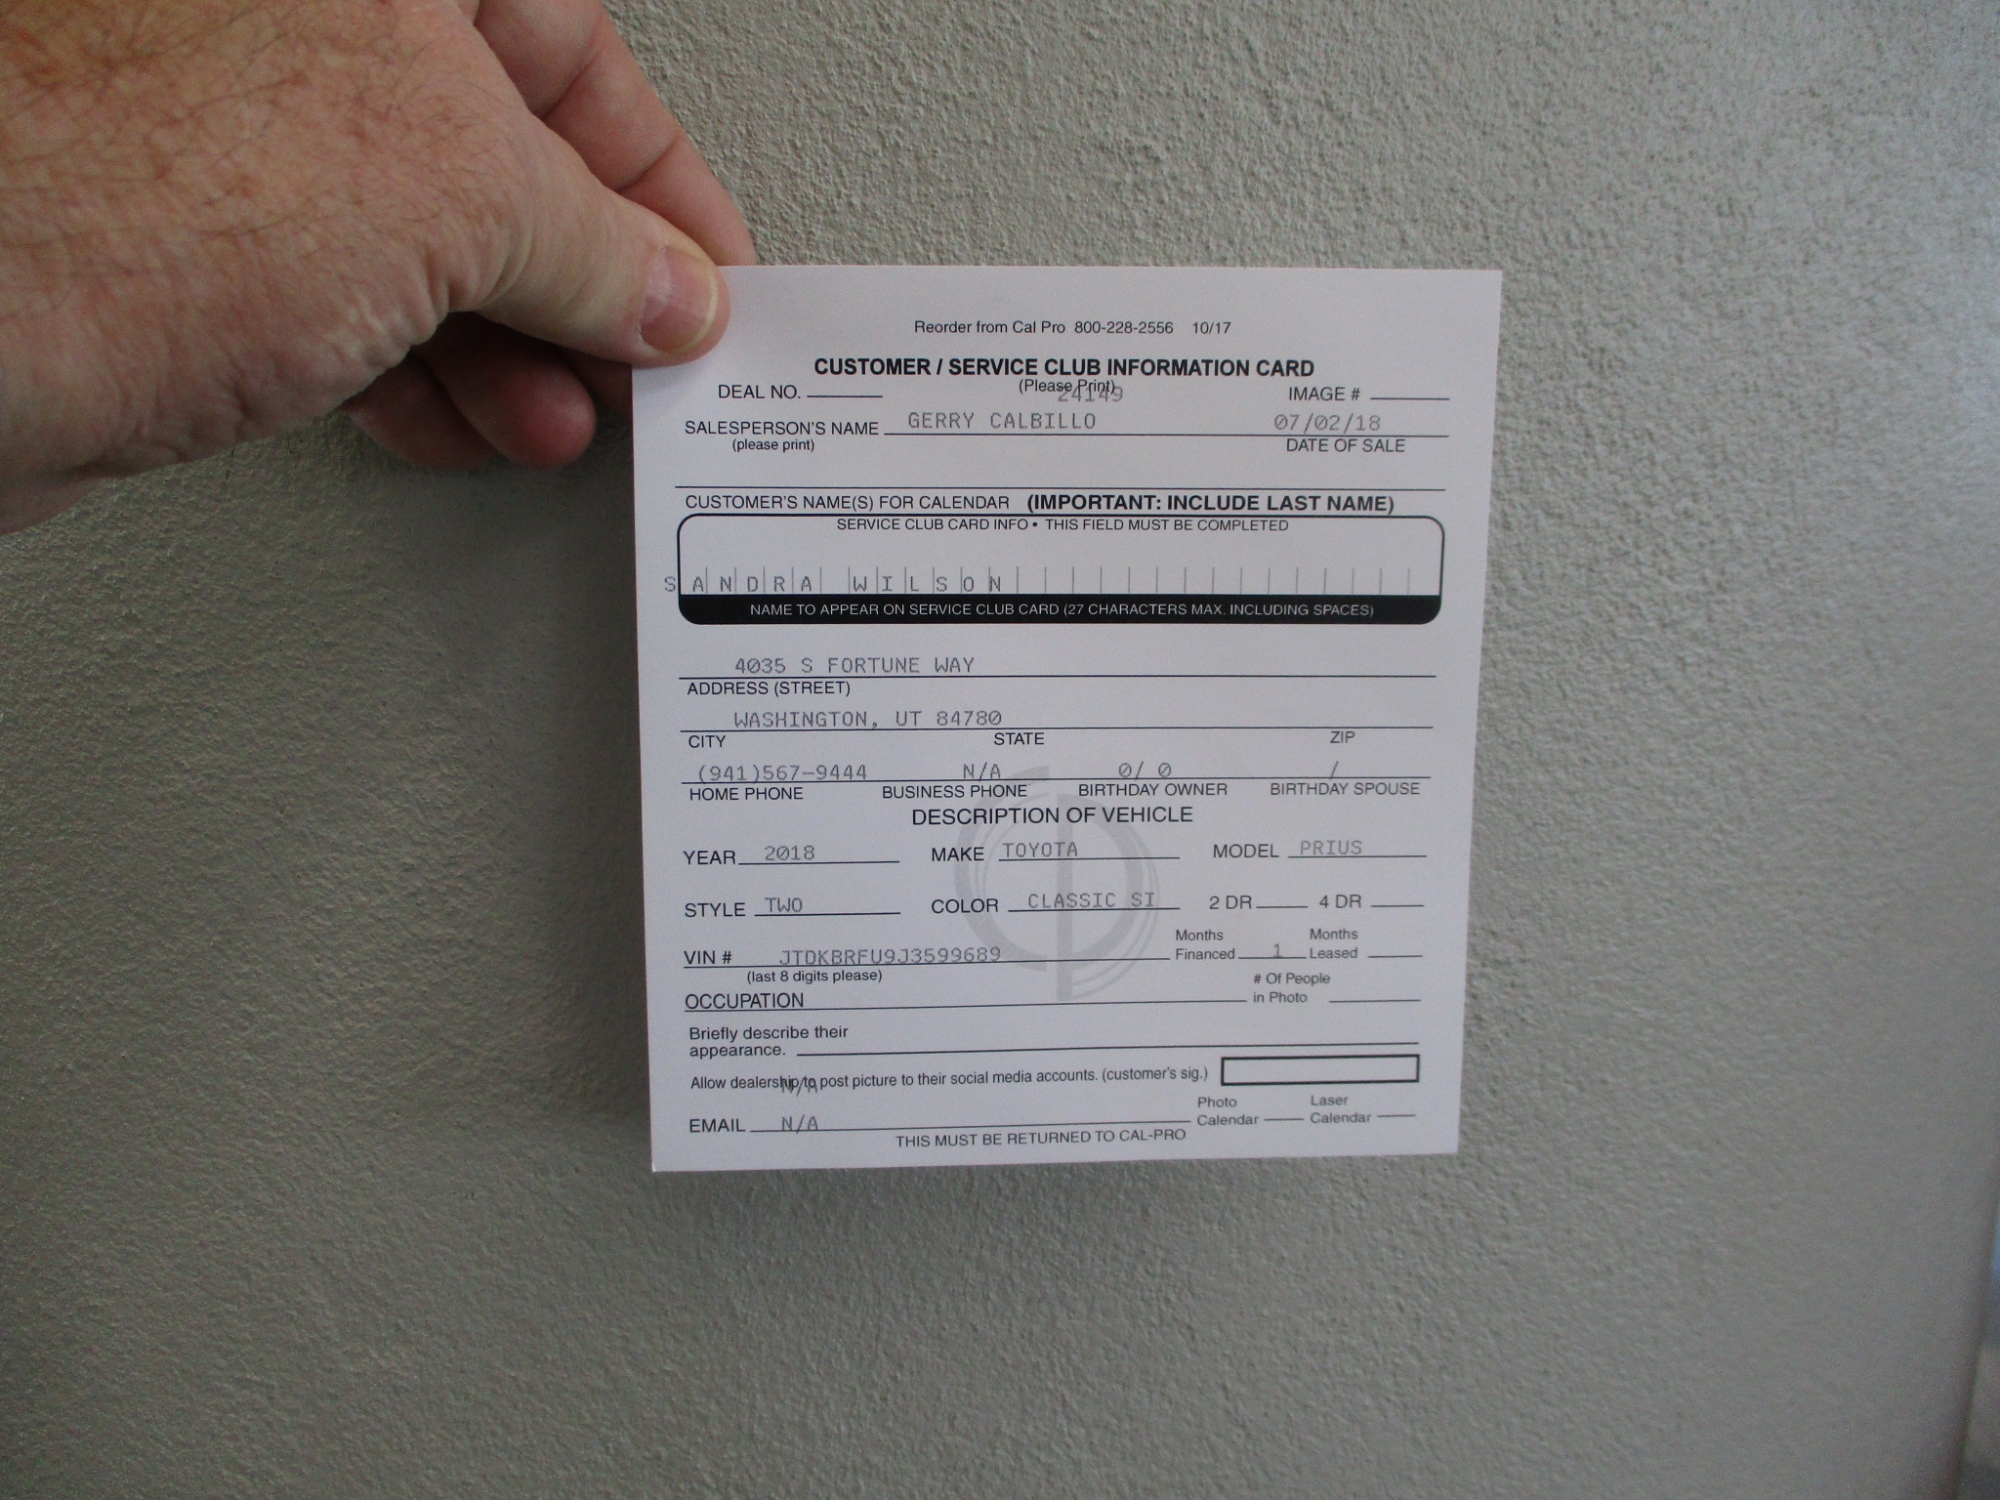 Reorder from Cal Pro 800-228-2556 10/17
CUSTOMER / SERVICE CLUB INFORMATION CARD
(Please Print)
DEAL NO. 24149 IMAGE #
SALESPERSON'S NAME GERRY CALBILLO 07/02/18
(please print) DATE OF SALE
CUSTOMER'S NAME(S) FOR CALENDAR (IMPORTANT: INCLUDE LAST NAME)
SERVICE CLUB CARD INFO • THIS FIELD MUST BE COMPLETED
SANDRA WILSON
NAME TO APPEAR ON SERVICE CLUB CARD (27 CHARACTERS MAX. INCLUDING SPACES)
4035 S FORTUNE WAY
ADDRESS (STREET)
WASHINGTON, UT 84780
CITY STATE ZIP
(941)567-9444 N/A 0/ 0 /
HOME PHONE BUSINESS PHONE BIRTHDAY OWNER BIRTHDAY SPOUSE
DESCRIPTION OF VEHICLE
YEAR 2018 MAKE TOYOTA MODEL PRIUS
STYLE TWO COLOR CLASSIC SI 2 DR 4 DR
VIN # JTDKBRFU9J3599689 Months Financed 1 Months Leased
(last 8 digits please)
OCCUPATION # Of People in Photo
Briefly describe their
appearance.
Allow dealership to post picture to their social media accounts. (customer's sig.)
N/A
EMAIL N/A Photo Calendar Laser Calendar
THIS MUST BE RETURNED TO CAL-PRO